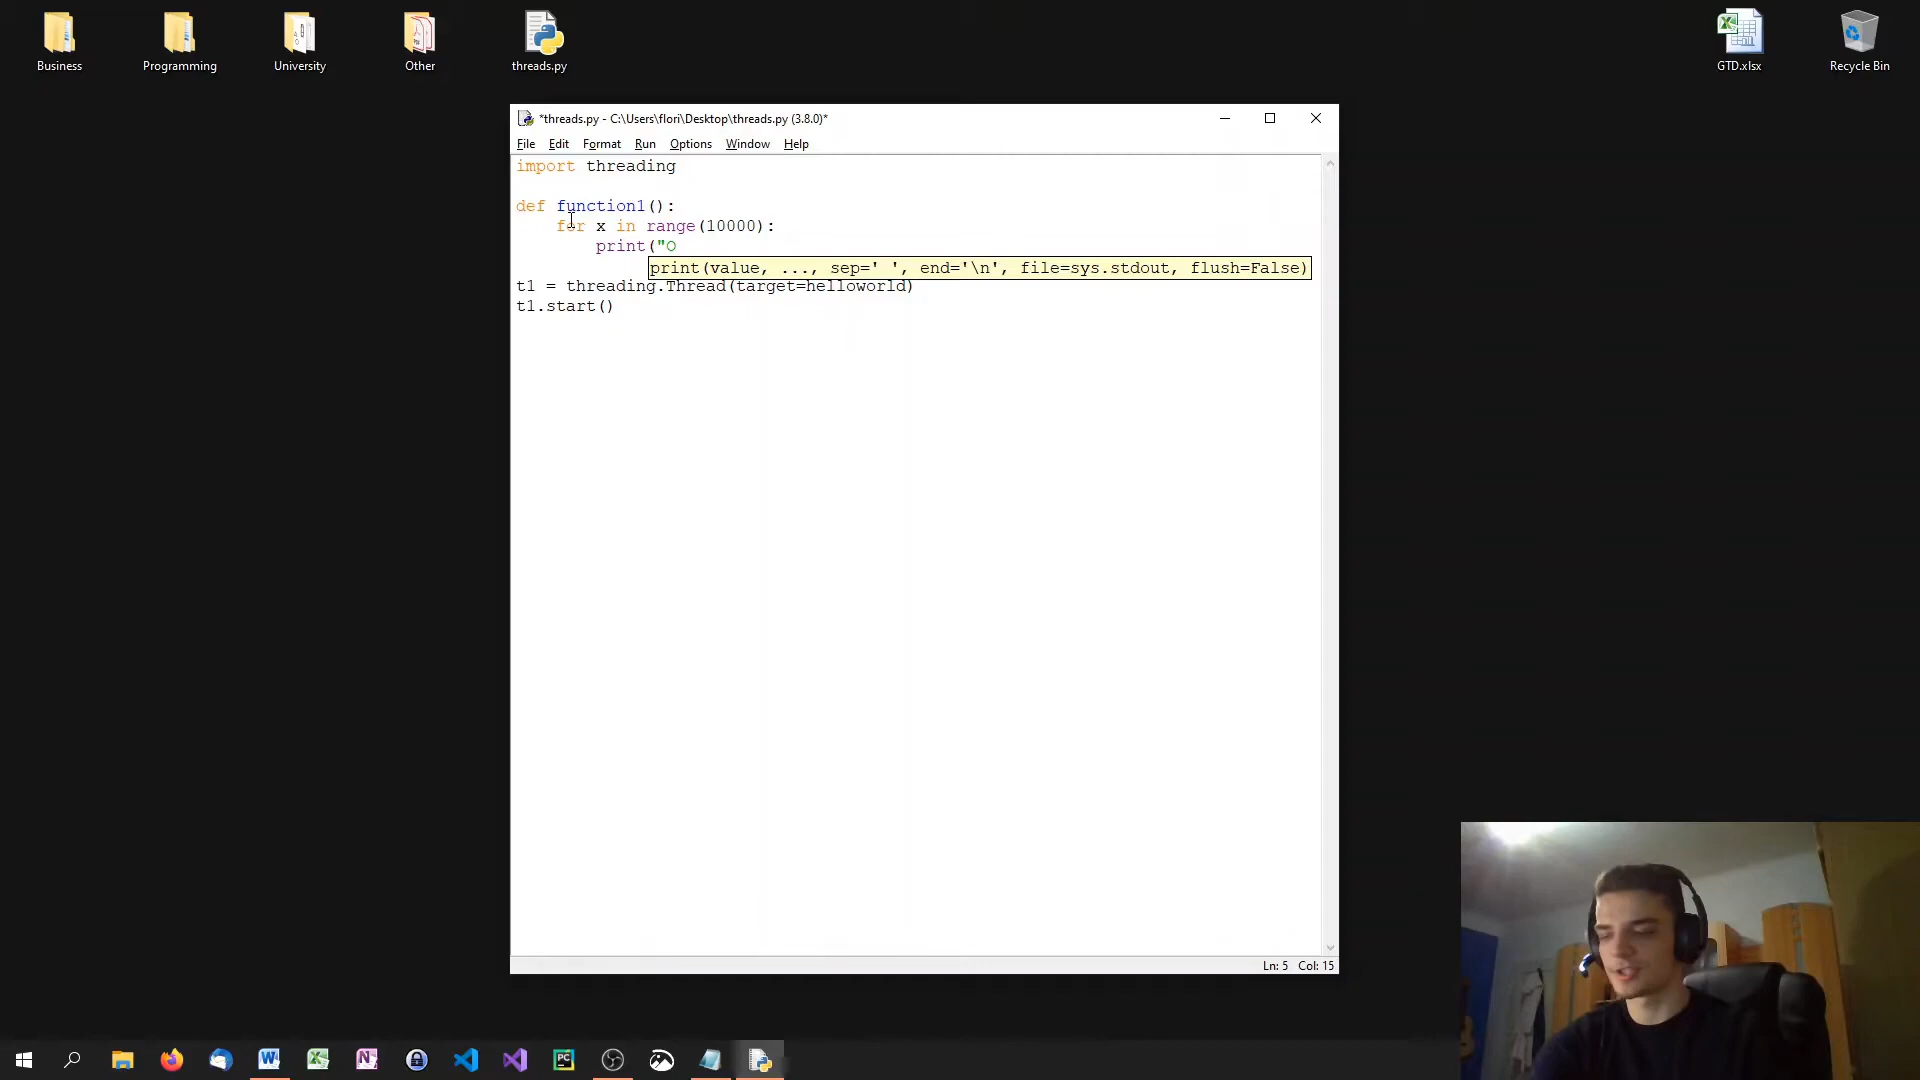 Business
Programming
University
Other
threads.py
GTD.xlsx
Recycle Bin
*threads.py - C:\Users\flori\Desktop\threads.py (3.8.0)*
File Edit Format Run Options Window Help
import threading
def function1():
for x in range(10000):
print("O
print(value, ..., sep=' ', end='\n', file=sys.stdout, flush=False)
t1 = threading.Thread(target=helloworld)
t1.start()
Ln: 5 Col: 15